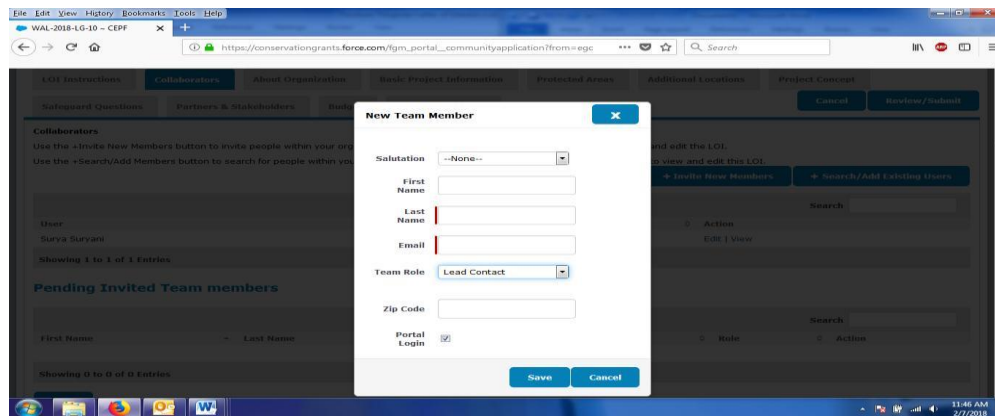 File Edit View History Bookmarks Tools Help
WAL-2018-LG-10 ~ CEPF
https://conservationgrants.force.com/fgm_portal__communityapplication?from=egc
Search
LOI Instructions Collaborators About Organization Basic Project Information Protected Areas Additional Locations Project Concept
Safeguard Questions Partners & Stakeholders Cancel Review/Submit
Collaborators
Use the +Invite New Members button to invite people within your and edit the LOI.
Use the +Search/Add Members button to search for people within you to view and edit this LOI.
+ Invite New Members + Search/Add Existing Users
Search
User Action
Surya Suryani Edit | View
Showing 1 to 1 of 1 Entries
Pending Invited Team members
Search
First Name Last Name Role Action
Showing 0 to 0 of 0 Entries
New Team Member
Salutation --None--
First
Name
Last
Name
Email
Team Role Lead Contact
Zip Code
Portal
Login
Save Cancel
11:46 AM
2/7/2018